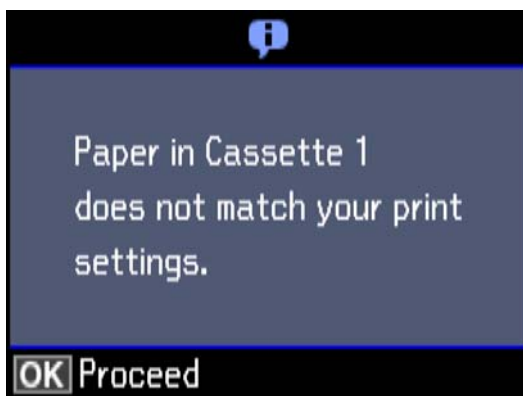 Paper in Cassette 1
does not match your print
settings.
OK Proceed